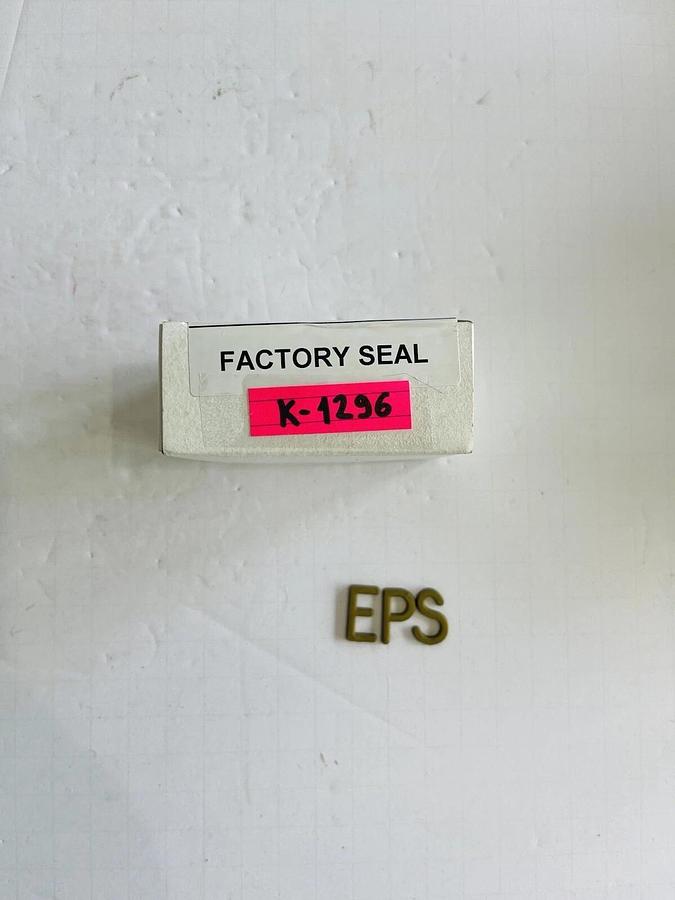 FACTORY SEAL
K-1296
EPS